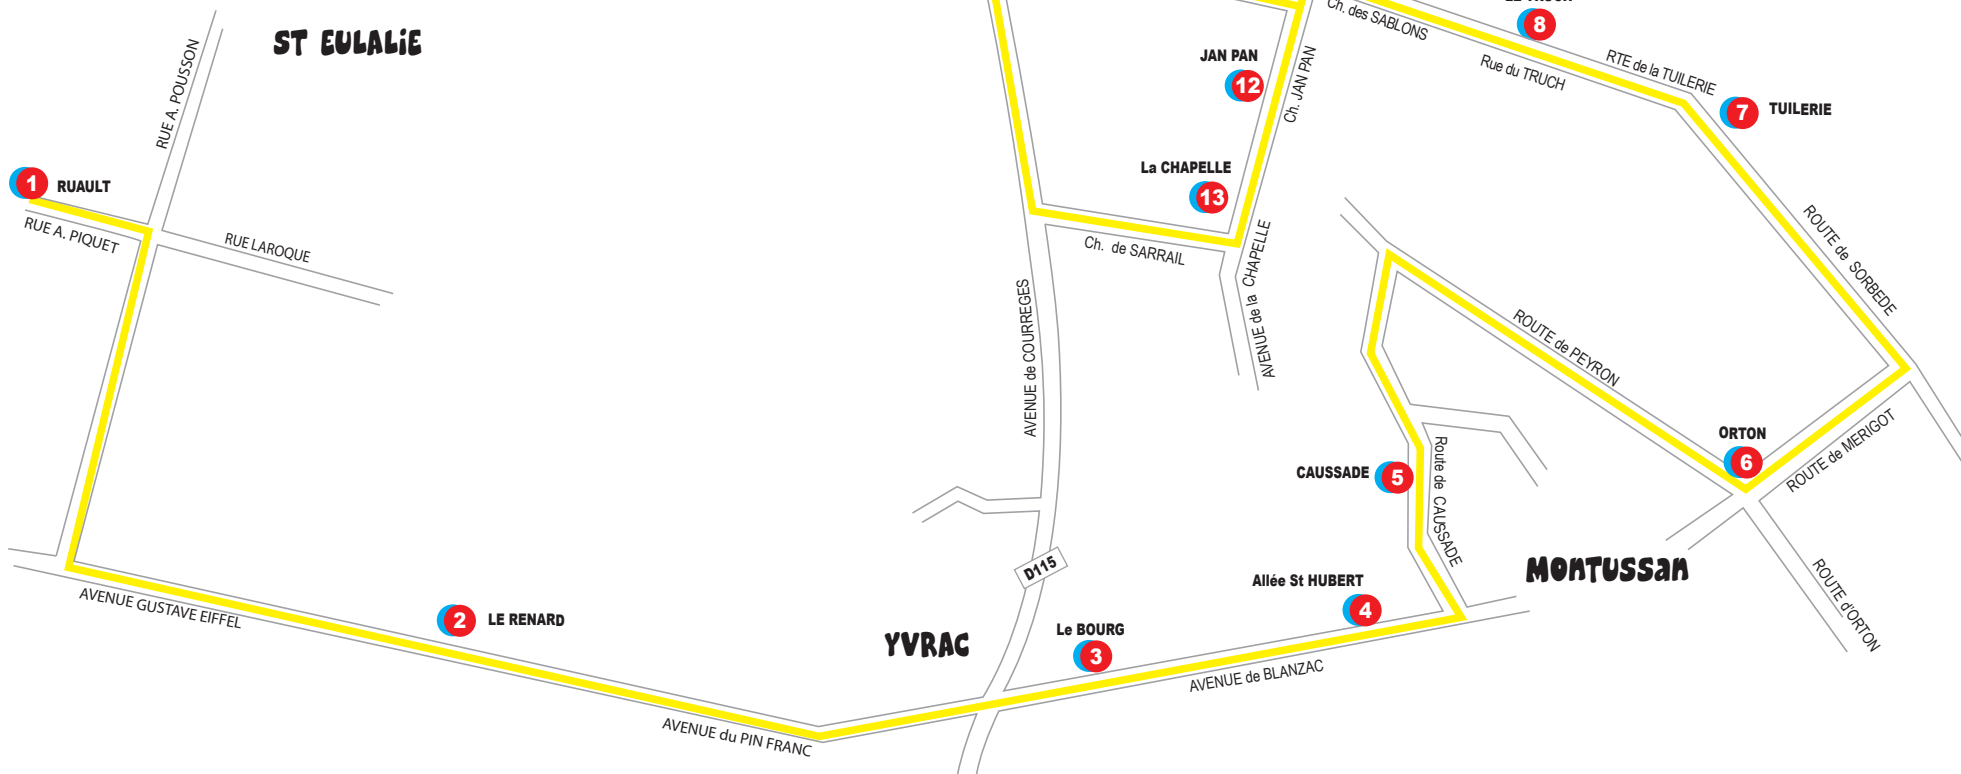 ST EULALiE
RUE A. POUSSON
1
RUAULT
RUE A. PIQUET
RUE LAROQUE
AVENUE GUSTAVE EIFFEL
2
LE RENARD
AVENUE du PIN FRANC
YVRAC
D115
AVENUE de COURREGES
Le BOURG
3
AVENUE de BLANZAC
Allée St HUBERT
4
CAUSSADE
5
Route de CAUSSADE
MONTUSSan
ROUTE de PEYRON
ORTON
6
ROUTE de MERIGOT
ROUTE d'ORTON
ROUTE de SORBEDE
7
TUILERIE
RTE de la TUILERIE
8
Rue du TRUCH
Ch. des SABLONS
JAN PAN
12
Ch. JAN PAN
La CHAPELLE
13
Ch. de SARRAIL
AVENUE de la CHAPELLE